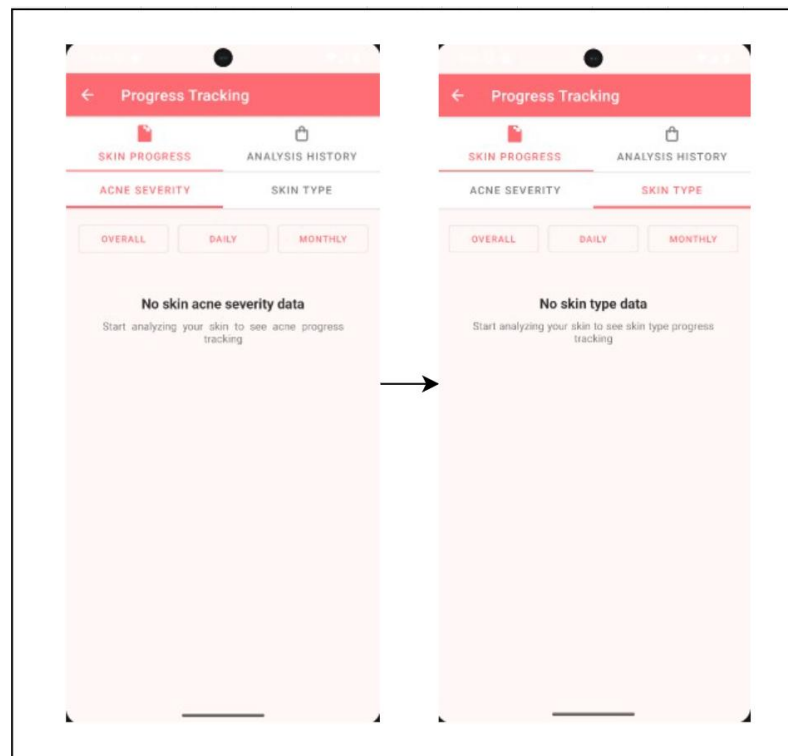 Progress Tracking
SKIN PROGRESS ANALYSIS HISTORY
ACNE SEVERITY SKIN TYPE
OVERALL DAILY MONTHLY
No skin acne severity data
Start analyzing your skin to see acne progress
tracking
Progress Tracking
SKIN PROGRESS ANALYSIS HISTORY
ACNE SEVERITY SKIN TYPE
OVERALL DAILY MONTHLY
No skin type data
Start analyzing your skin to see skin type progress
tracking